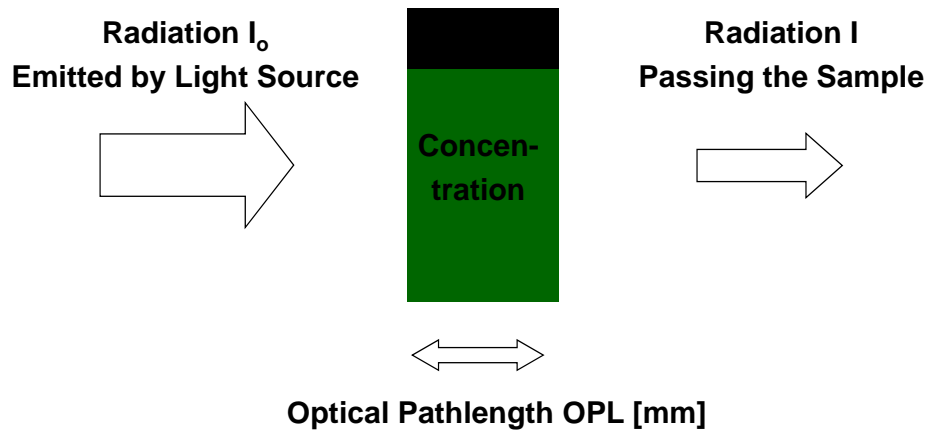 Radiation Iₒ
Emitted by Light Source
Concen-
tration
Radiation I
Passing the Sample
Optical Pathlength OPL [mm]